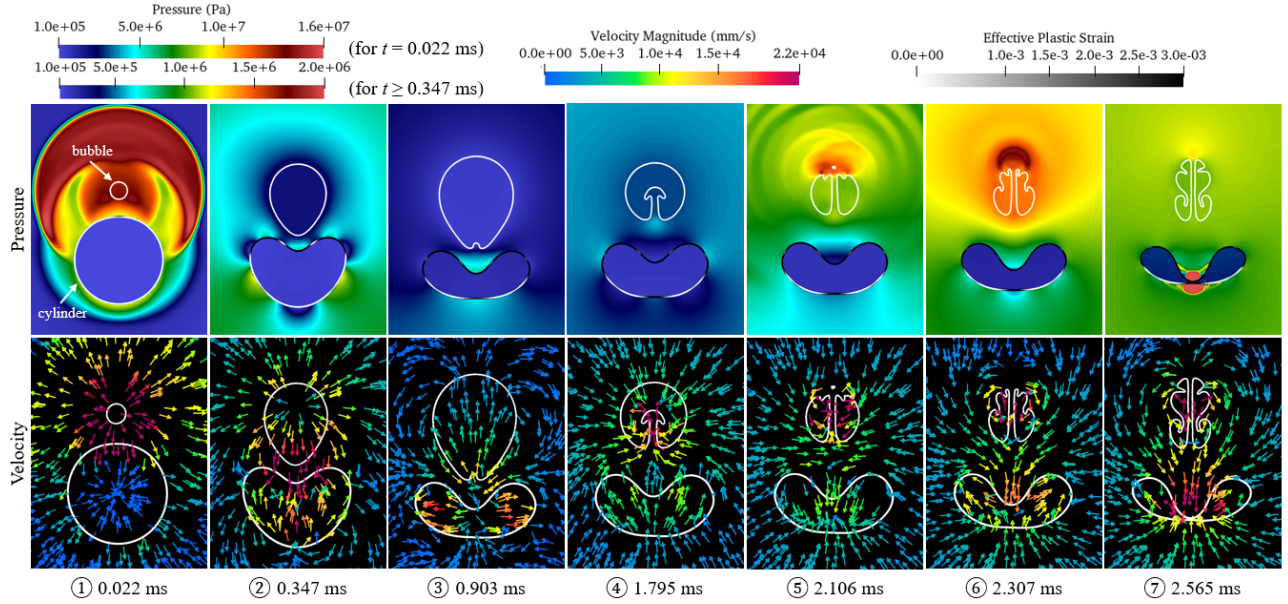 Pressure (Pa)
1.0e+05 5.0e+6 1.0e+7 1.6e+07
(for t = 0.022 ms)
1.0e+05 5.0e+5 1.0e+6 1.5e+6 2.0e+06
(for t ≥ 0.347 ms)
Velocity Magnitude (mm/s)
0.0e+00 5.0e+3 1.0e+4 1.5e+4 2.2e+04
Effective Plastic Strain
0.0e+00 1.0e-3 1.5e-3 2.0e-3 2.5e-3 3.0e-03
Pressure
bubble
cylinder
Velocity
① 0.022 ms ② 0.347 ms ③ 0.903 ms ④ 1.795 ms ⑤ 2.106 ms ⑥ 2.307 ms ⑦ 2.565 ms